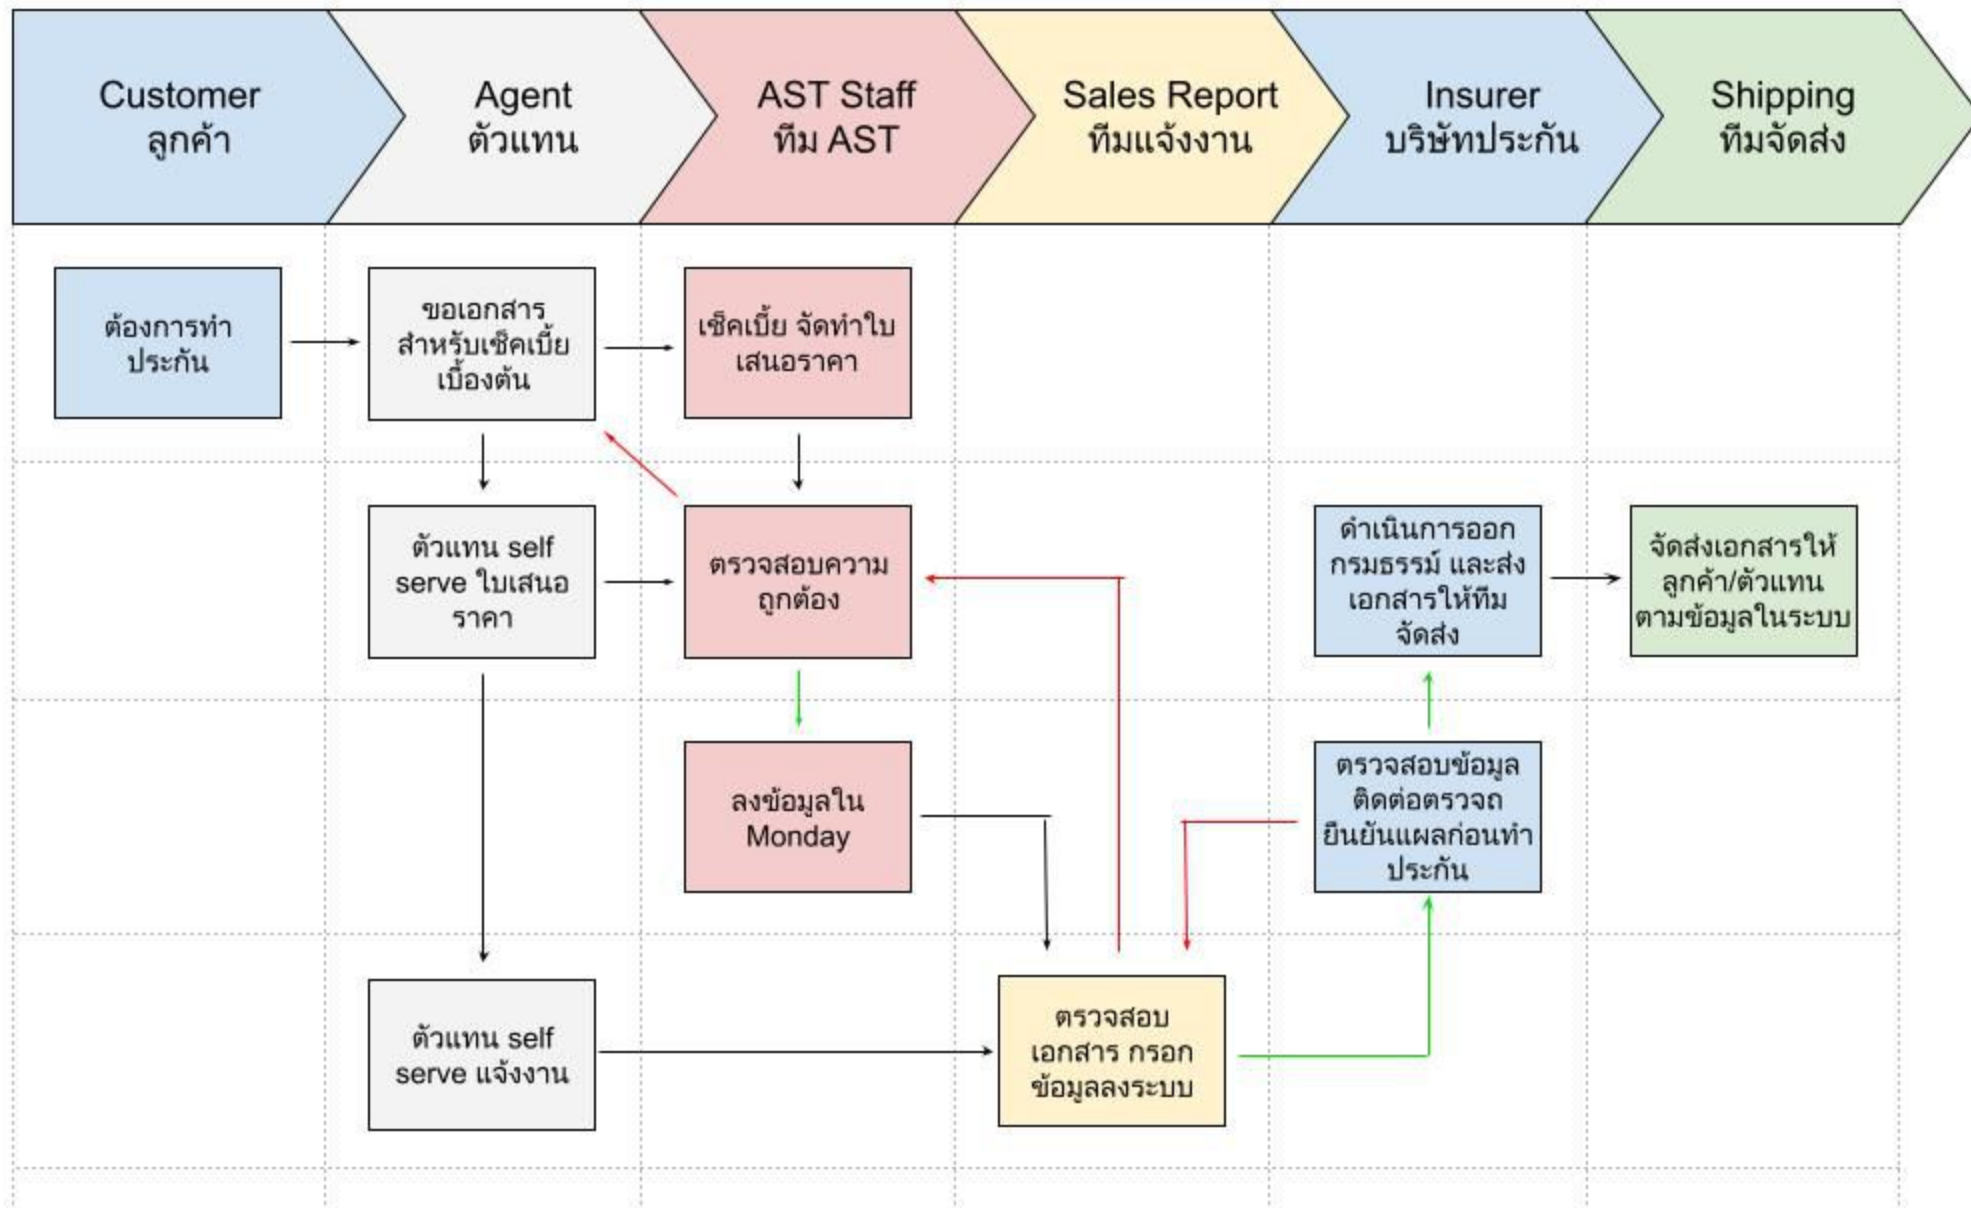 Customer
ลูกค้า
Agent
ตัวแทน
AST Staff
ทีม AST
Sales Report
ทีมแจ้งงาน
Insurer
บริษัทประกัน
Shipping
ทีมจัดส่ง
ต้องการทำ
ประกัน
ขอเอกสาร
สำหรับเช็คเบี้ย
เบื้องต้น
เช็คเบี้ย จัดทำใบ
เสนอราคา
ตัวแทน self
serve ใบเสนอ
ราคา
ตรวจสอบความ
ถูกต้อง
ดำเนินการออก
กรมธรรม์ และส่ง
เอกสารให้ทีม
จัดส่ง
จัดส่งเอกสารให้
ลูกค้า/ตัวแทน
ตามข้อมูลในระบบ
ลงข้อมูลใน
Monday
ตรวจสอบข้อมูล
ติดต่อตรวจถ
ยืนยันแผลก่อนทำ
ประกัน
ตัวแทน self
serve แจ้งงาน
ตรวจสอบ
เอกสาร กรอก
ข้อมูลลงระบบ